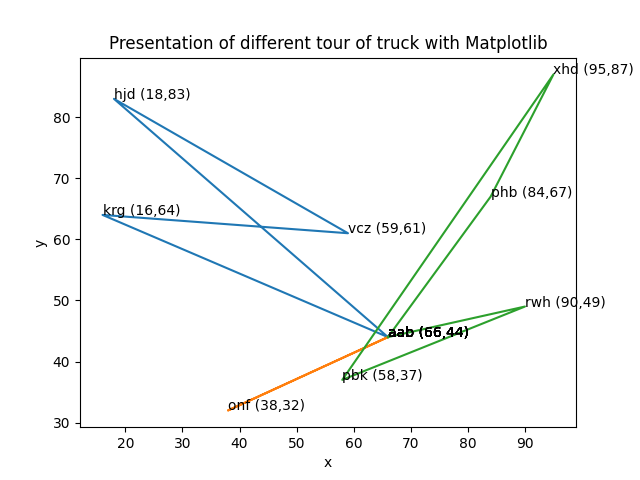 Presentation of different tour of truck with Matplotlib
xhd (95,87)
hjd (18,83)
80
70
phb (84,67)
krg (16,64)
vcz (59,61)
60
y
50
rwh (90,49)
aab (66,44)
40
pbk (58,37)
onf (38,32)
30
20
30
40
50
60
70
80
90
x